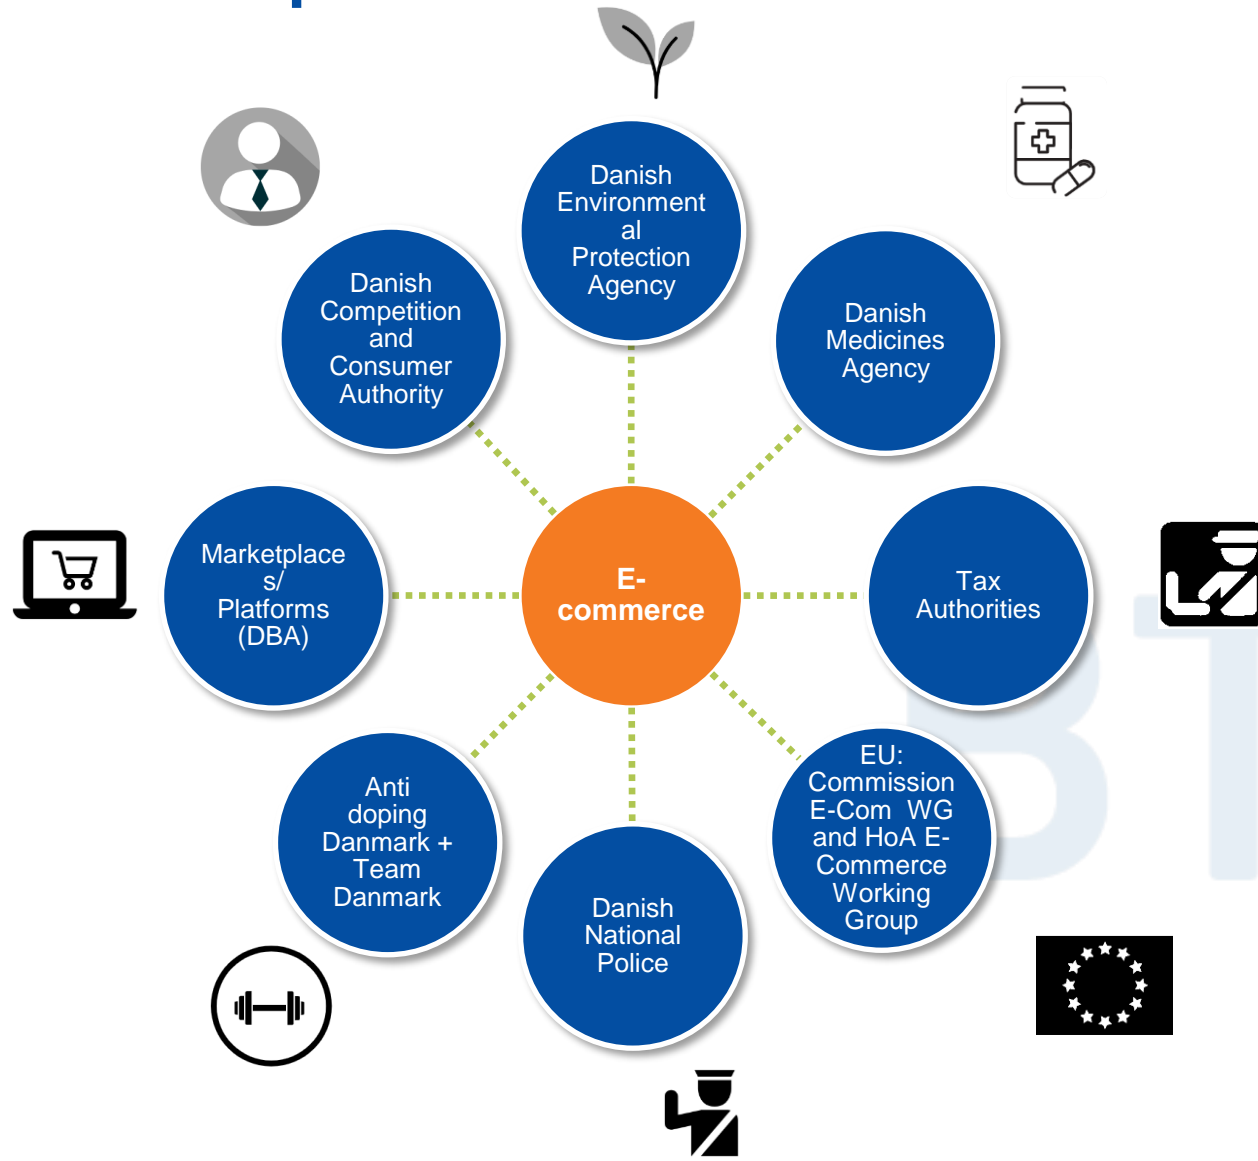 Danish
Environment
al
Protection
Agency
Danish
Competition
and
Consumer
Authority
Danish
Medicines
Agency
Marketplace
s/
Platforms
(DBA)
E-
commerce
Tax
Authorities
Anti
doping
Danmark +
Team
Danmark
Danish
National
Police
EU:
Commission
E-Com WG
and HoA E-
Commerce
Working
Group